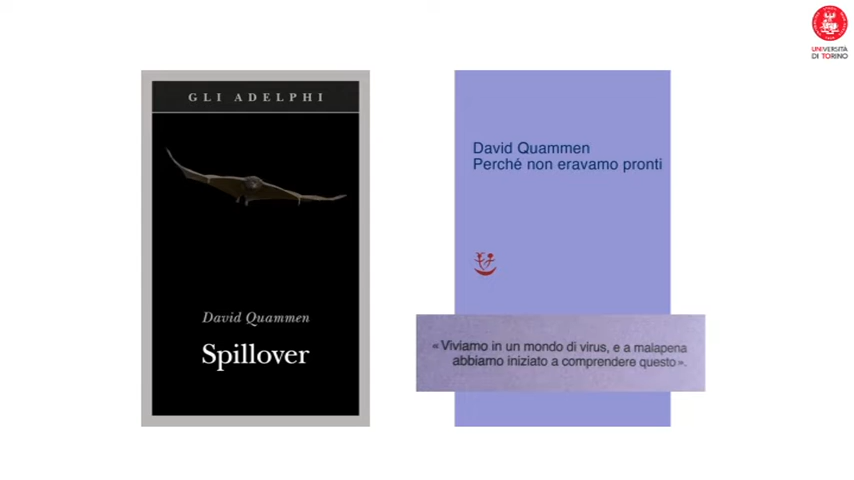 UNIVERSITÀ
DI TORINO
GLI ADELPHI
David Quammen
Spillover
David Quammen
Perché non eravamo pronti
« Viviamo in un mondo di virus, e a malapena
abbiamo iniziato a comprendere questo ».